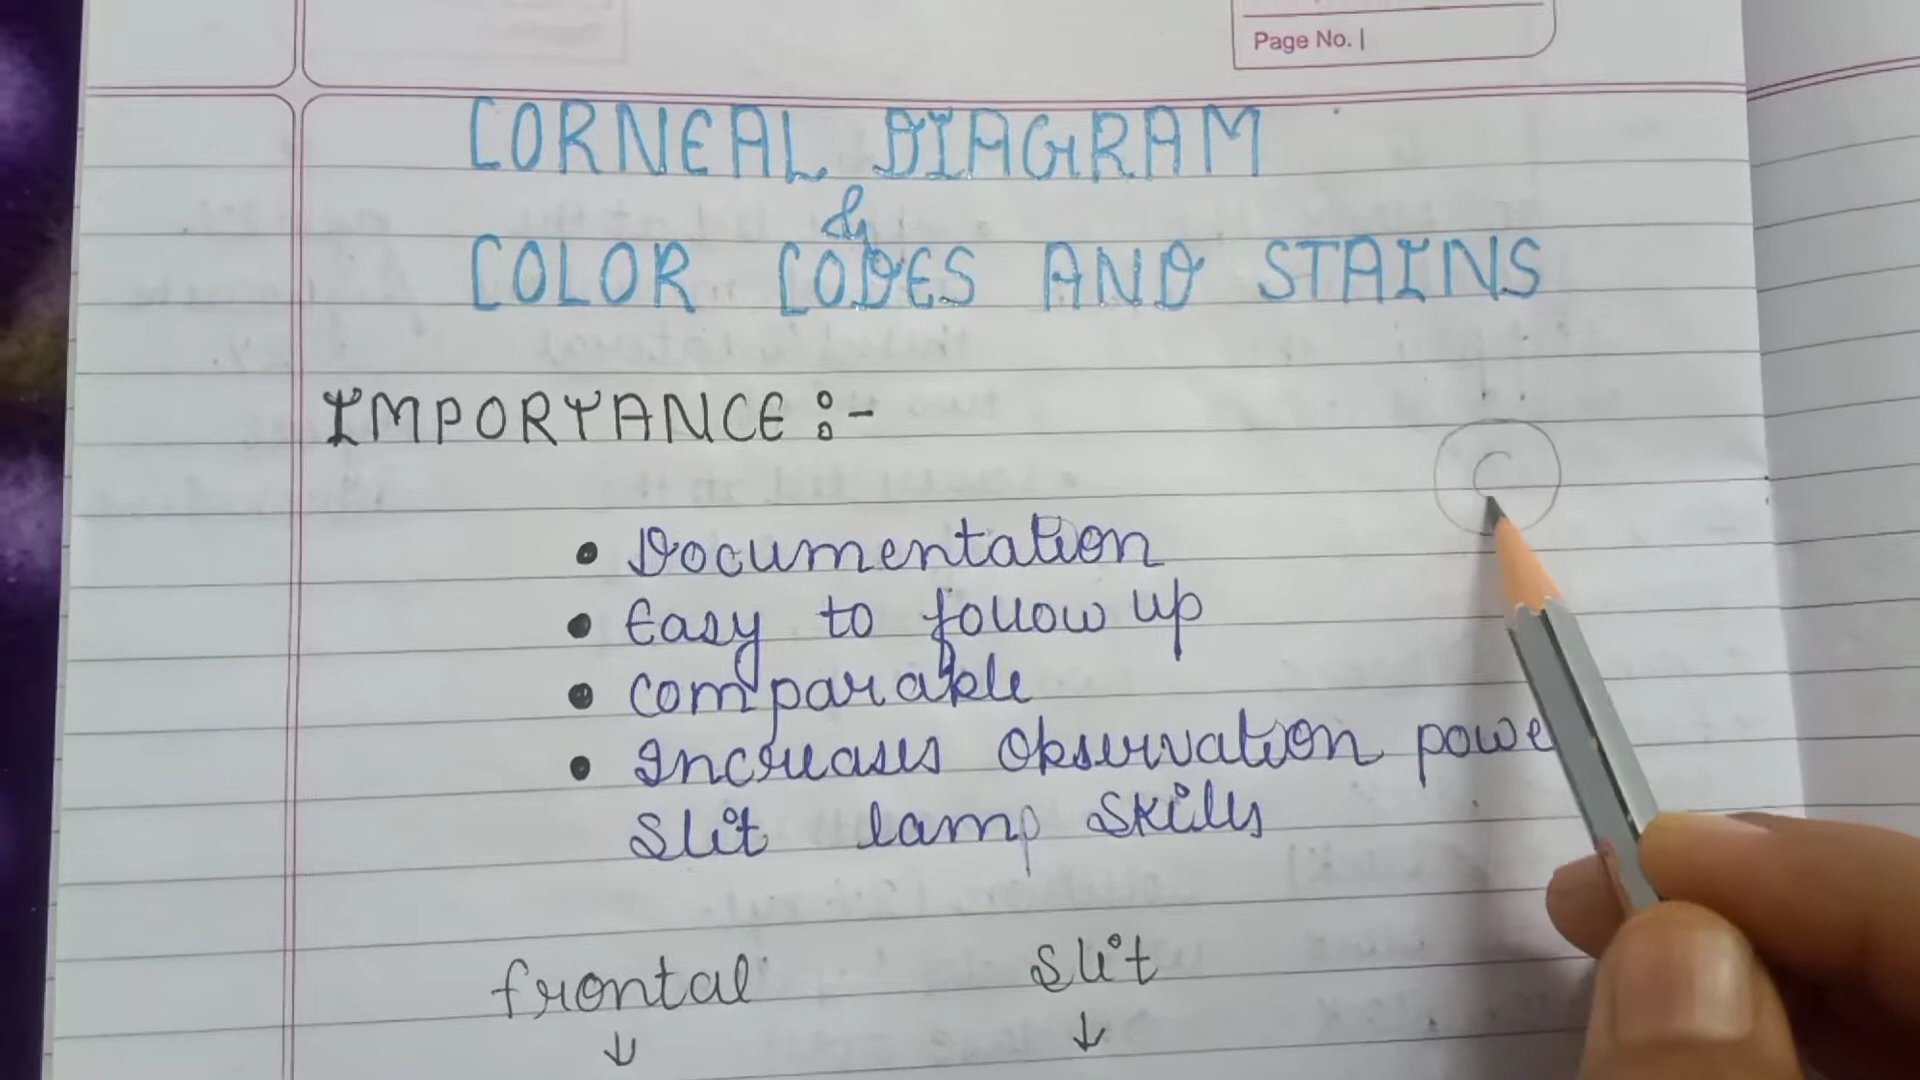 Page No.
CORNEAL DIAGRAM
&
COLOR CODES AND STAINS
IMPORTANCE :-
• Documentation
• Easy to follow up
• comparable
• Increases Observation powe
Slit lamp Skills
frontal
Slit
↓ ↓